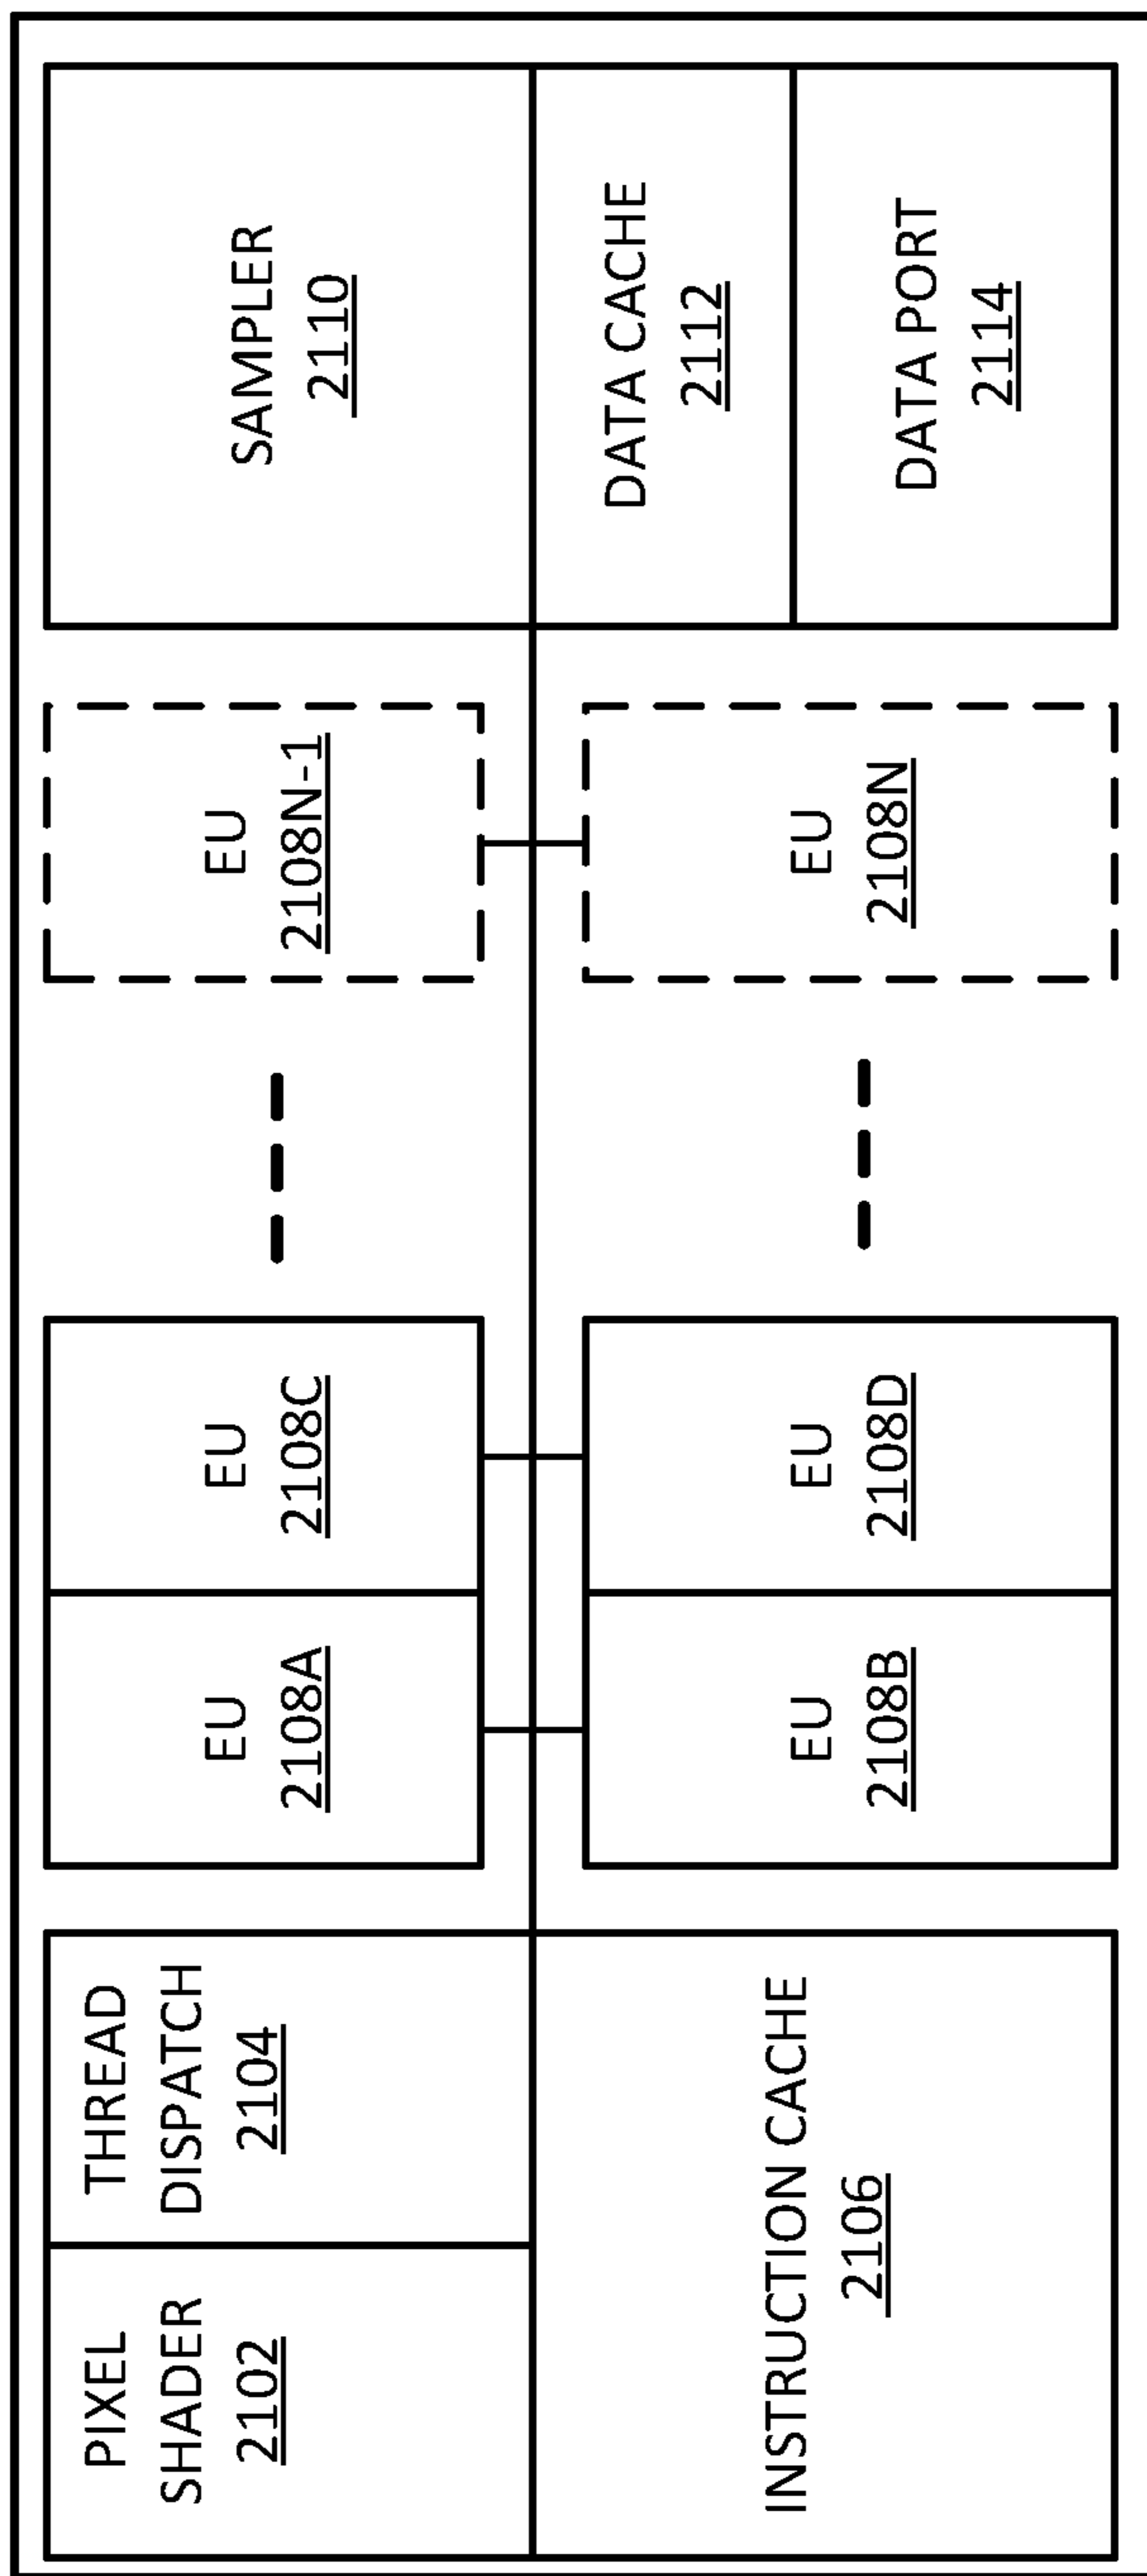 PIXEL
SHADER
2102
THREAD
DISPATCH
2104
INSTRUCTION CACHE
2106
EU
2108A
EU
2108C
EU
2108B
EU
2108D
EU
2108N-1
EU
2108N
SAMPLER
2110
DATA CACHE
2112
DATA PORT
2114